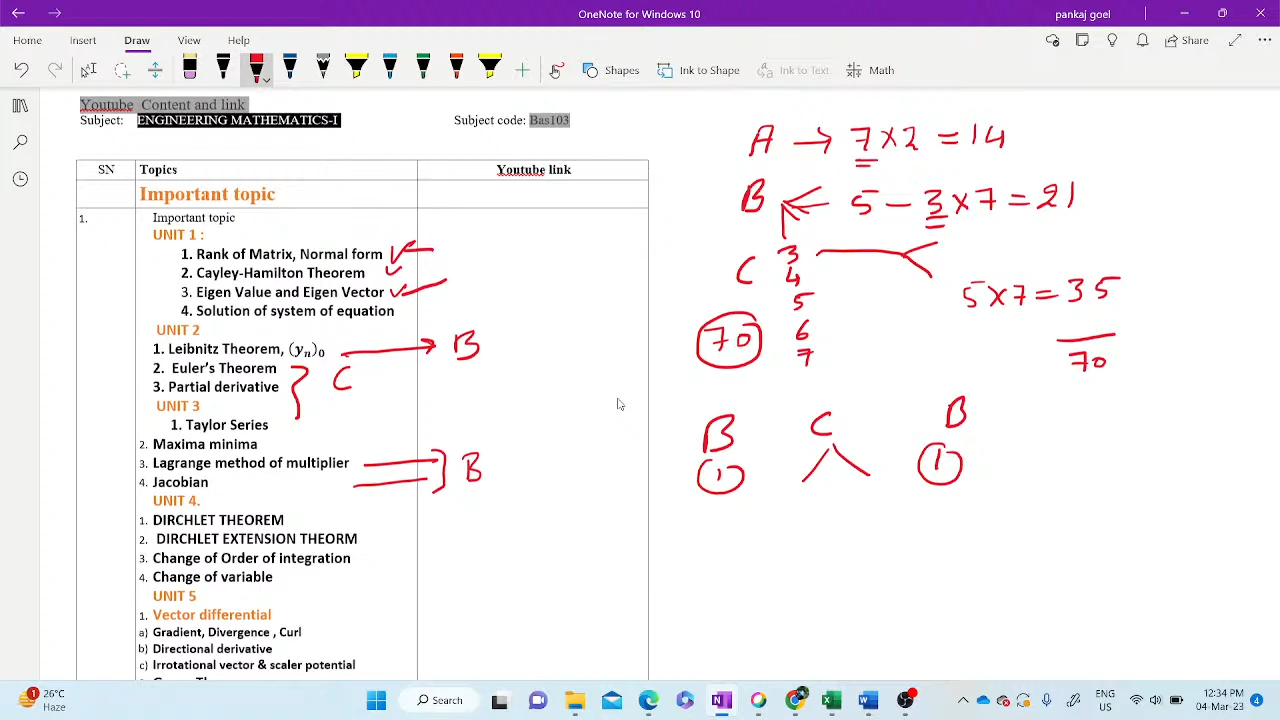 OneNote for Windows 10
pankaj goel
Home Insert Draw View Help
Share
Shapes
Ink to Shape
Ink to Text
Math
Youtube Content and link
Subject: ENGINEERING MATHEMATICS-I Subject code: Bas103
SN Topics Youtube link
Important topic
1. Important topic
UNIT 1 :
1. Rank of Matrix, Normal form
2. Cayley-Hamilton Theorem
3. Eigen Value and Eigen Vector
4. Solution of system of equation
UNIT 2
1. Leibnitz Theorem, (yₙ)₀
2. Euler's Theorem
3. Partial derivative
UNIT 3
1. Taylor Series
2. Maxima minima
3. Lagrange method of multiplier
4. Jacobian
UNIT 4.
1. DIRCHLET THEOREM
2. DIRCHLET EXTENSION THEORM
3. Change of Order of integration
4. Change of variable
UNIT 5
1. Vector differential
a) Gradient, Divergence , Curl
b) Directional derivative
c) Irrotational vector & scaler potential
B
C
B
A → 7×2 = 14
B 5 – 3×7 = 21
C 3
4
5
6
7
5×7 = 35
70
70
B C B
1 1
1
26°C
Haze
Search
ENG
US
12:34 PM
04-Mar-23